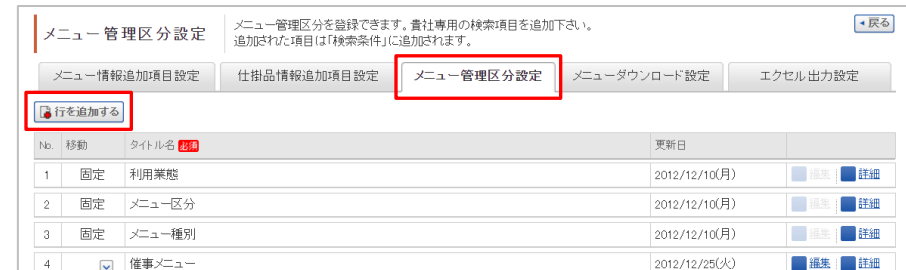 メニュー管理区分設定
メニュー管理区分を登録できます。貴社専用の検索項目を追加下さい。
追加された項目は「検索条件」に追加されます。
戻る
メニュー情報追加項目設定 仕掛品情報追加項目設定 メニュー管理区分設定 メニューダウンロード設定 エクセル出力設定
行を追加する
No. 移動 タイトル名 必須 更新日
1 固定 利用業態 2012/12/10(月) 編集 | 詳細
2 固定 メニュー区分 2012/12/10(月) 編集 | 詳細
3 固定 メニュー種別 2012/12/10(月) 編集 | 詳細
4 催事メニュー 2012/12/25(火) 編集 | 詳細